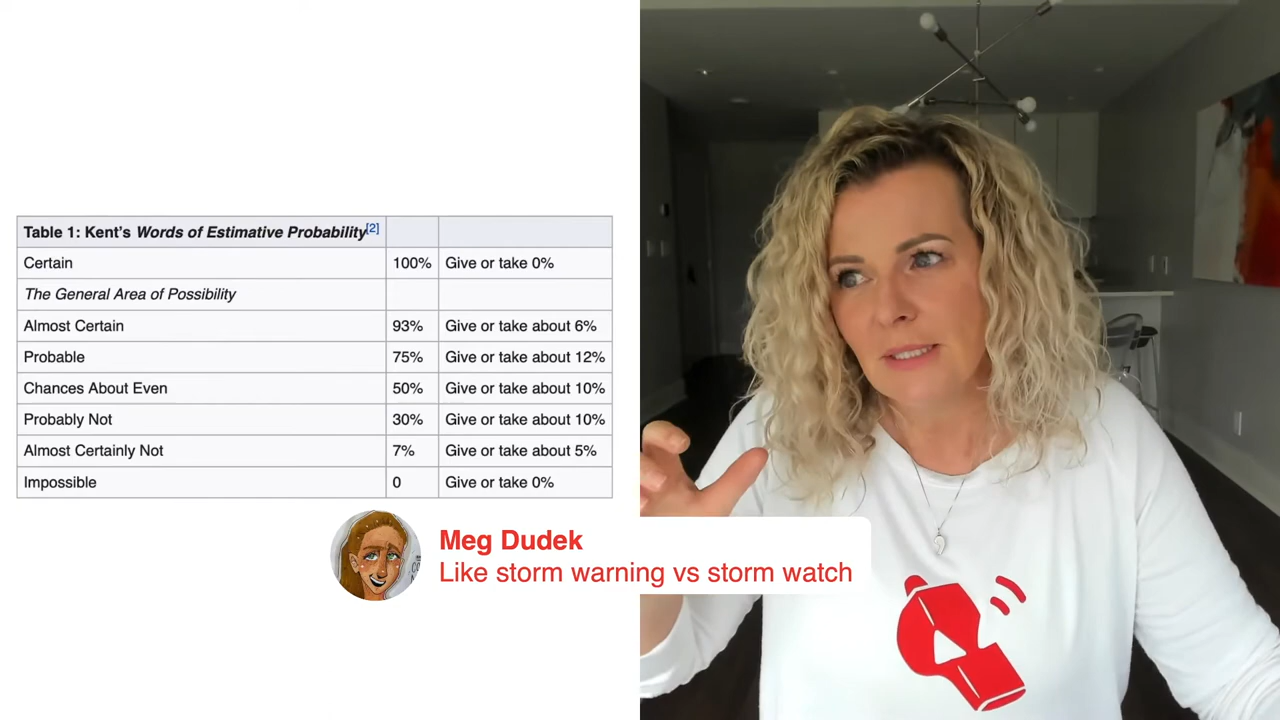 Table 1: Kent's Words of Estimative Probability[2]
Certain 100% Give or take 0%
The General Area of Possibility
Almost Certain 93% Give or take about 6%
Probable 75% Give or take about 12%
Chances About Even 50% Give or take about 10%
Probably Not 30% Give or take about 10%
Almost Certainly Not 7% Give or take about 5%
Impossible 0 Give or take 0%
Meg Dudek
Like storm warning vs storm watch